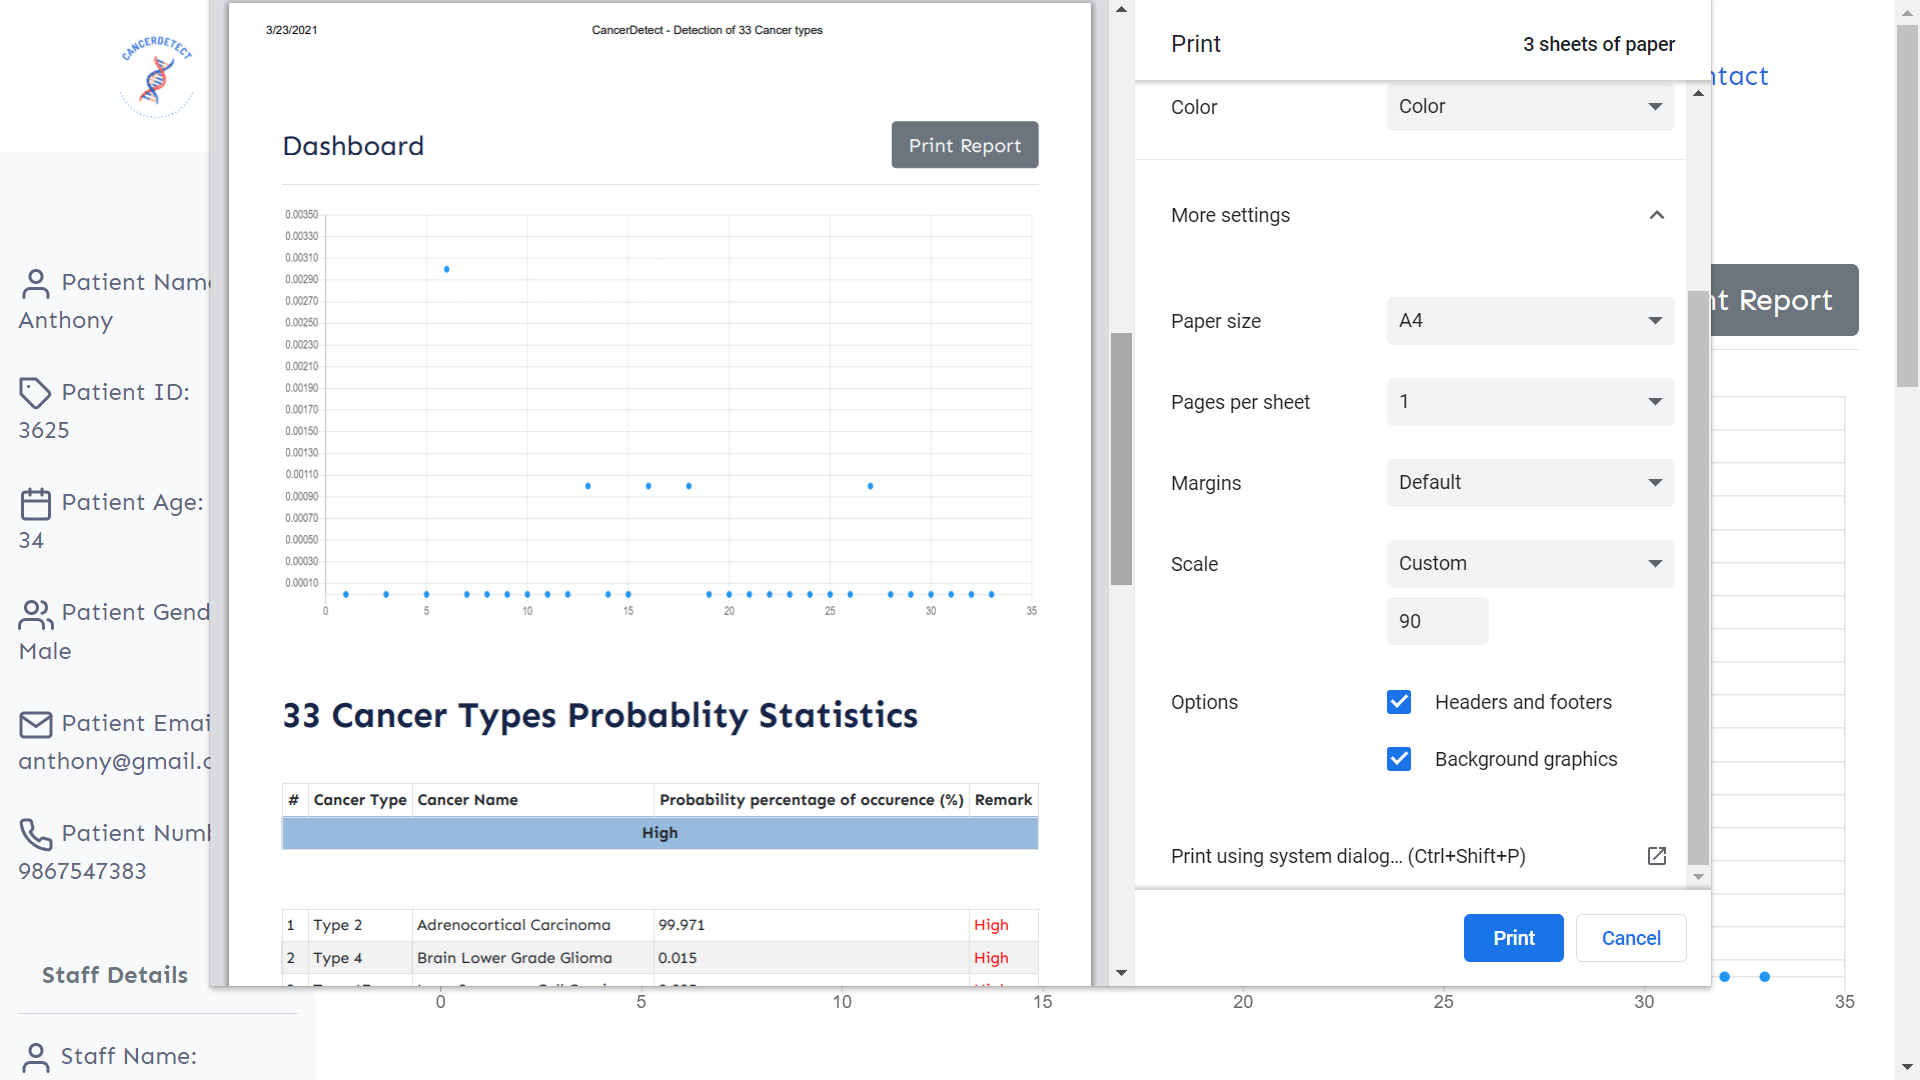 CANCERDETECT
Patient Name
Anthony
Patient ID:
3625
Patient Age:
34
Patient Gend
Male
Patient Emai
anthony@gmail.c
Patient Numb
9867547383
Staff Details
Staff Name:
3/23/2021 CancerDetect - Detection of 33 Cancer types
Dashboard Print Report
0.00350
0.00330
0.00310
0.00290
0.00270
0.00250
0.00230
0.00210
0.00190
0.00170
0.00150
0.00130
0.00110
0.00090
0.00070
0.00050
0.00030
0.00010
0 5 10 15 20 25 30 35
33 Cancer Types Probablity Statistics
# Cancer Type Cancer Name Probability percentage of occurence (%) Remark
High
1 Type 2 Adrenocortical Carcinoma 99.971 High
2 Type 4 Brain Lower Grade Glioma 0.015 High
Print 3 sheets of paper
Color Color
More settings
Paper size A4
Pages per sheet 1
Margins Default
Scale Custom
90
Options Headers and footers
Background graphics
Print using system dialog... (Ctrl+Shift+P)
Print Cancel
ntact
nt Report
0 5 10 15 20 25 30 35